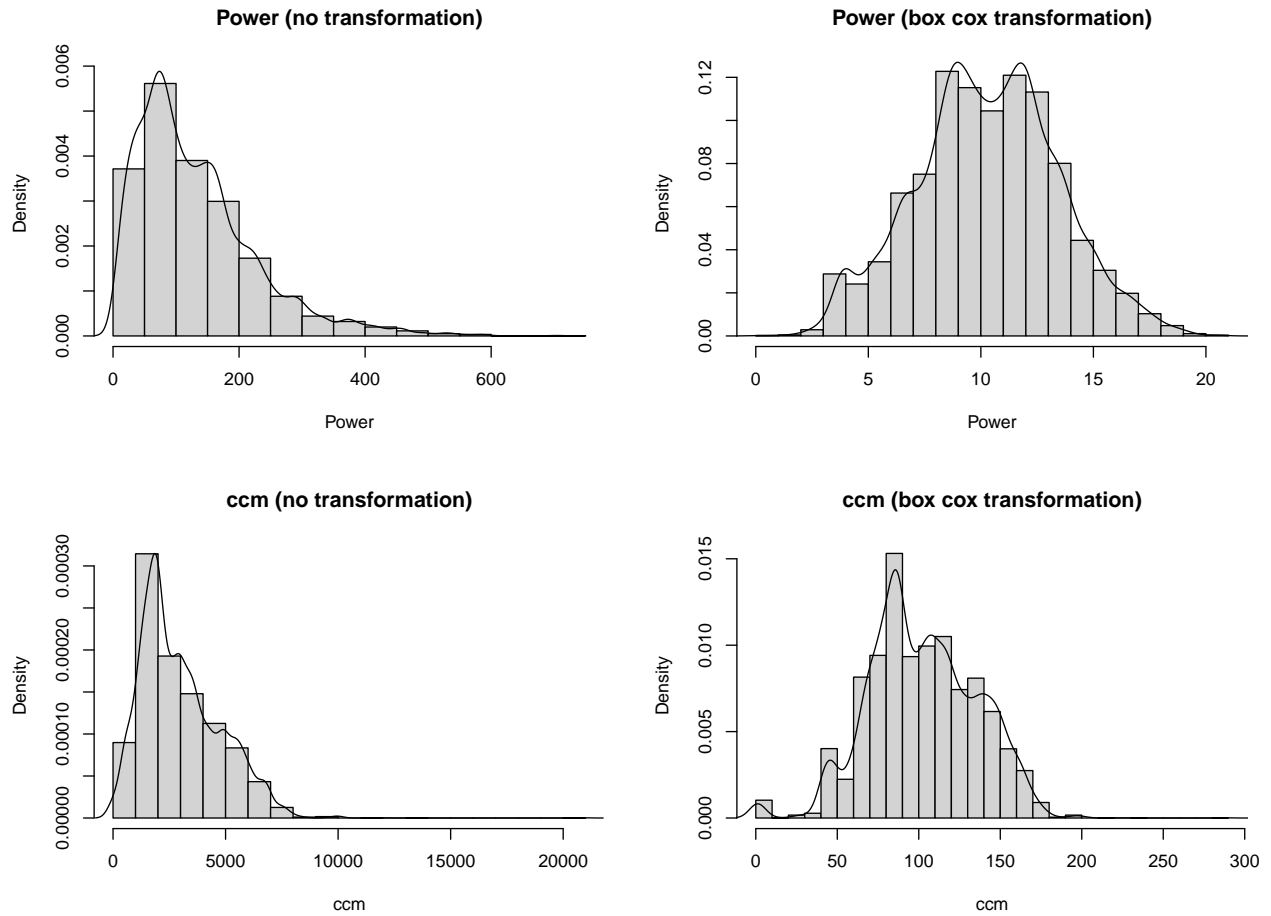 Power (no transformation)
Density
0.000 0.002 0.004 0.006
0 200 400 600
Power
Power (box cox transformation)
Density
0.00 0.04 0.08 0.12
0 5 10 15 20
Power
ccm (no transformation)
Density
0.00000 0.00010 0.00020 0.00030
0 5000 10000 15000 20000
ccm
ccm (box cox transformation)
Density
0.000 0.005 0.010 0.015
0 50 100 150 200 250 300
ccm